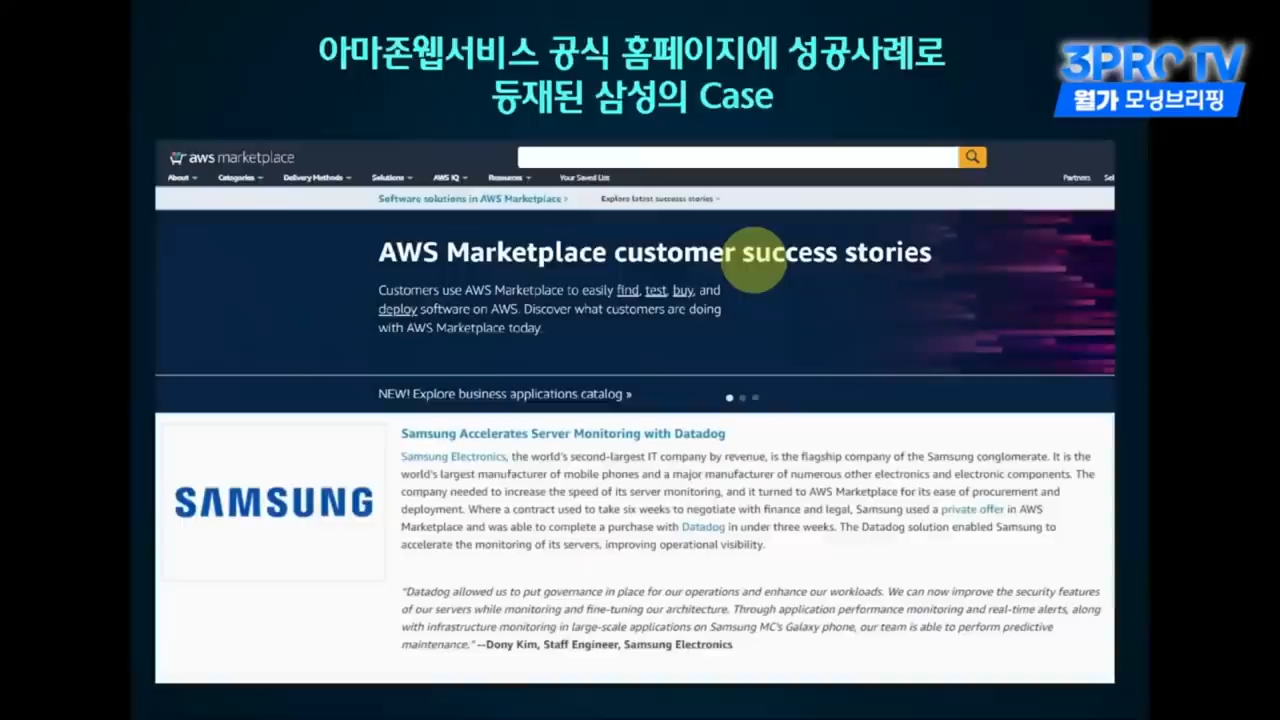 아마존웹서비스 공식 홈페이지에 성공사례로
등재된 삼성의 Case
3PRO TV
월가 모닝브리핑
aws marketplace
About Categories Delivery Methods Solutions AWS IQ Resources Your Saved List Partners Sel
Software solutions in AWS Marketplace > Explore latest success stories
AWS Marketplace customer success stories
Customers use AWS Marketplace to easily find, test, buy, and
deploy software on AWS. Discover what customers are doing
with AWS Marketplace today.
NEW! Explore business applications catalog »
SAMSUNG
Samsung Accelerates Server Monitoring with Datadog
Samsung Electronics, the world's second-largest IT company by revenue, is the flagship company of the Samsung conglomerate. It is the
world's largest manufacturer of mobile phones and a major manufacturer of numerous other electronics and electronic components. The
company needed to increase the speed of its server monitoring, and it turned to AWS Marketplace for its ease of procurement and
deployment. Where a contract used to take six weeks to negotiate with finance and legal, Samsung used a private offer in AWS
Marketplace and was able to complete a purchase with Datadog in under three weeks. The Datadog solution enabled Samsung to
accelerate the monitoring of its servers, improving operational visibility.
"Datadog allowed us to put governance in place for our operations and enhance our workloads. We can now improve the security features
of our servers while monitoring and fine-tuning our architecture. Through application performance monitoring and real-time alerts, along
with infrastructure monitoring in large-scale applications on Samsung MC's Galaxy phone, our team is able to perform predictive
maintenance." --Dony Kim, Staff Engineer, Samsung Electronics